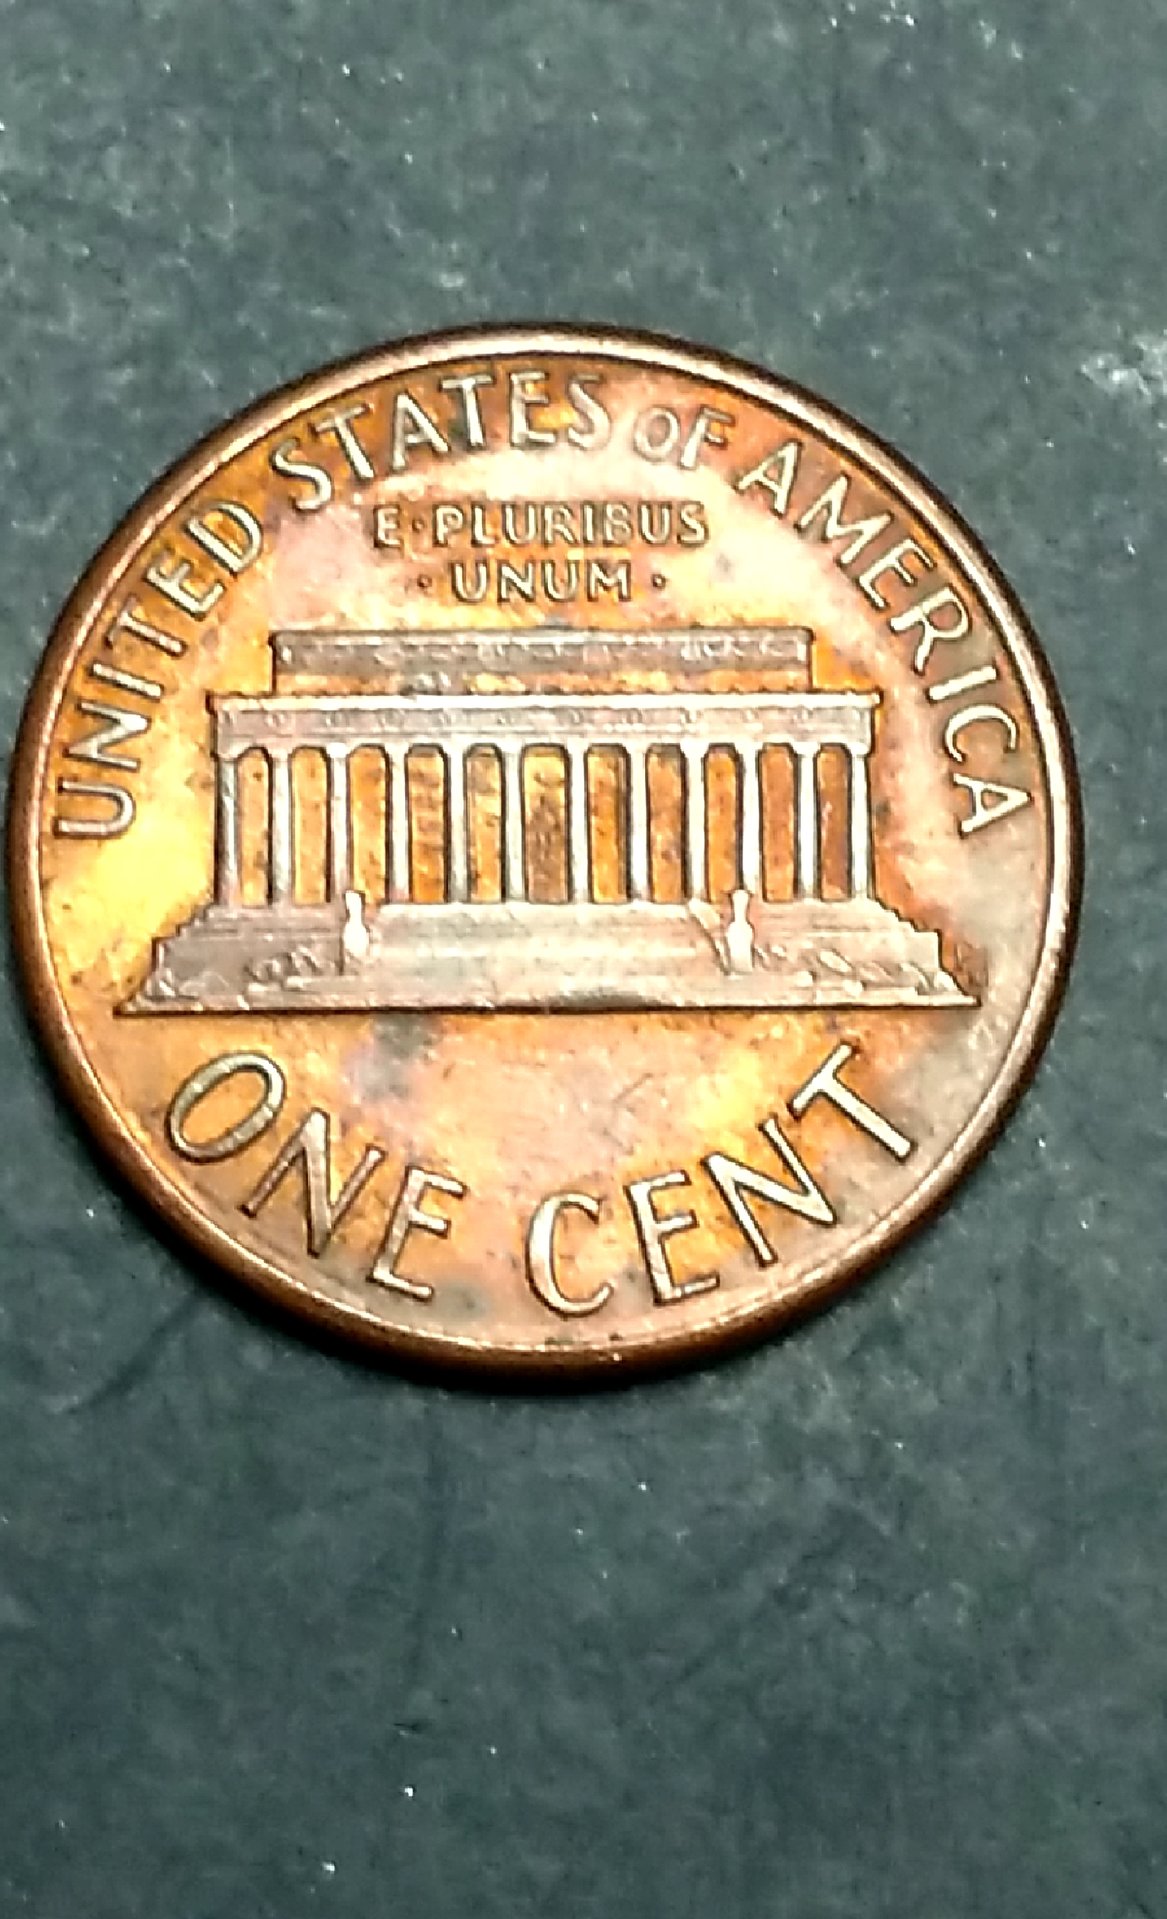 UNITED STATES OF AMERICA
E·PLURIBUS
·UNUM·
ONE CENT